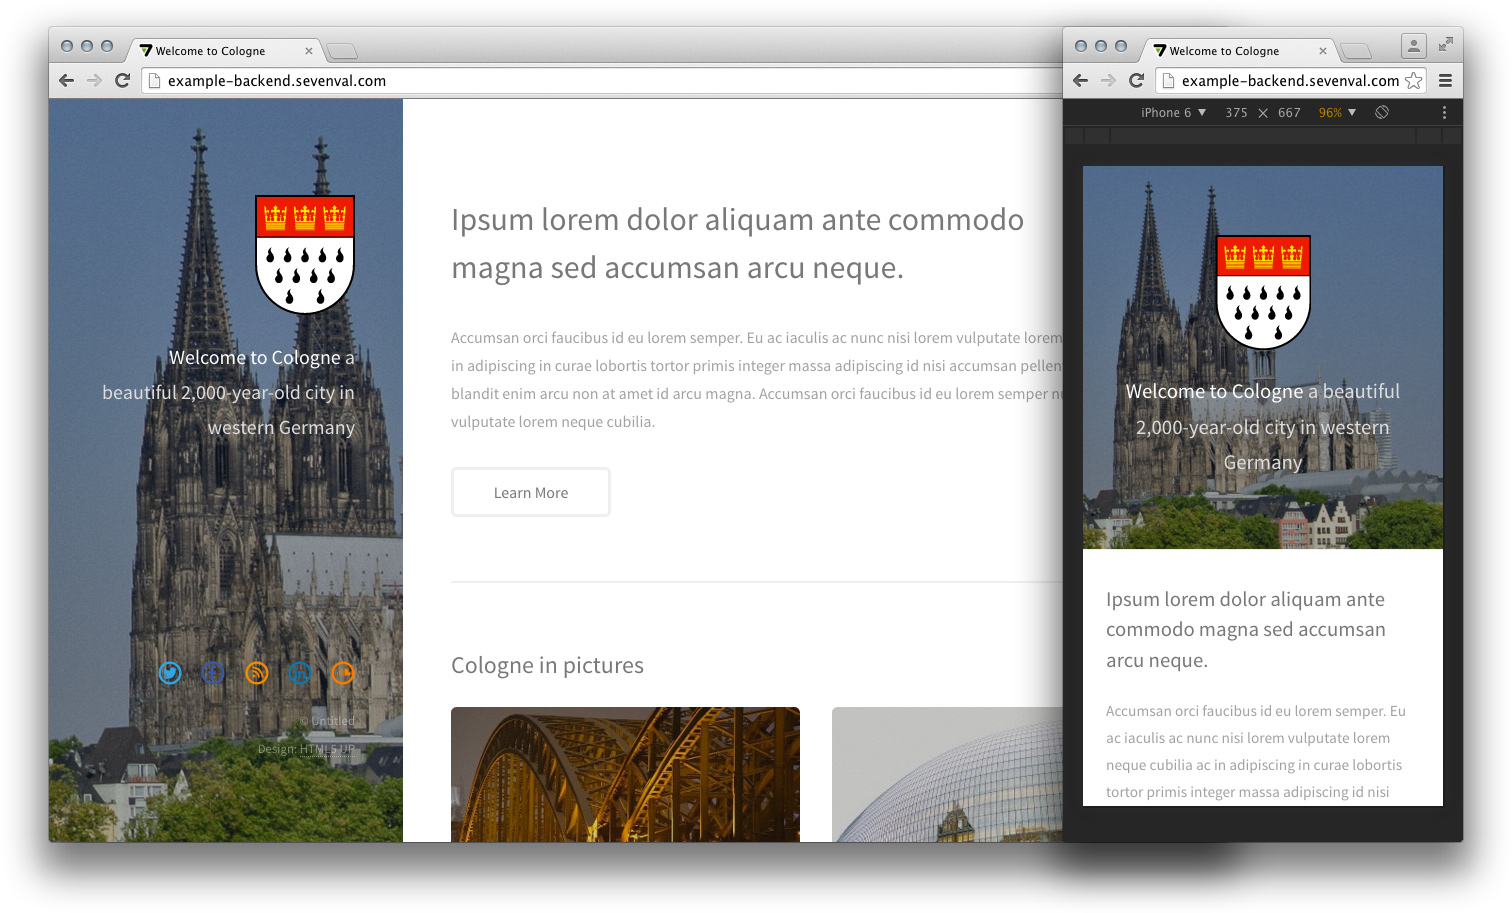 Welcome to Cologne
example-backend.sevenval.com
Welcome to Cologne a
beautiful 2,000-year-old city in
western Germany
© Untitled
Design: HTML5 UP
Ipsum lorem dolor aliquam ante commodo
magna sed accumsan arcu neque.
Accumsan orci faucibus id eu lorem semper. Eu ac iaculis ac nunc nisi lorem vulputate lorem
in adipiscing in curae lobortis tortor primis integer massa adipiscing id nisi accumsan pellen
blandit enim arcu non at amet id arcu magna. Accumsan orci faucibus id eu lorem semper nu
vulputate lorem neque cubilia.
Learn More
Cologne in pictures
Welcome to Cologne
example-backend.sevenval.com
iPhone 6 ▼ 375 × 667 96% ▼
Welcome to Cologne a beautiful
2,000-year-old city in western
Germany
Ipsum lorem dolor aliquam ante
commodo magna sed accumsan
arcu neque.
Accumsan orci faucibus id eu lorem semper. Eu
ac iaculis ac nunc nisi lorem vulputate lorem
neque cubilia ac in adipiscing in curae lobortis
tortor primis integer massa adipiscing id nisi